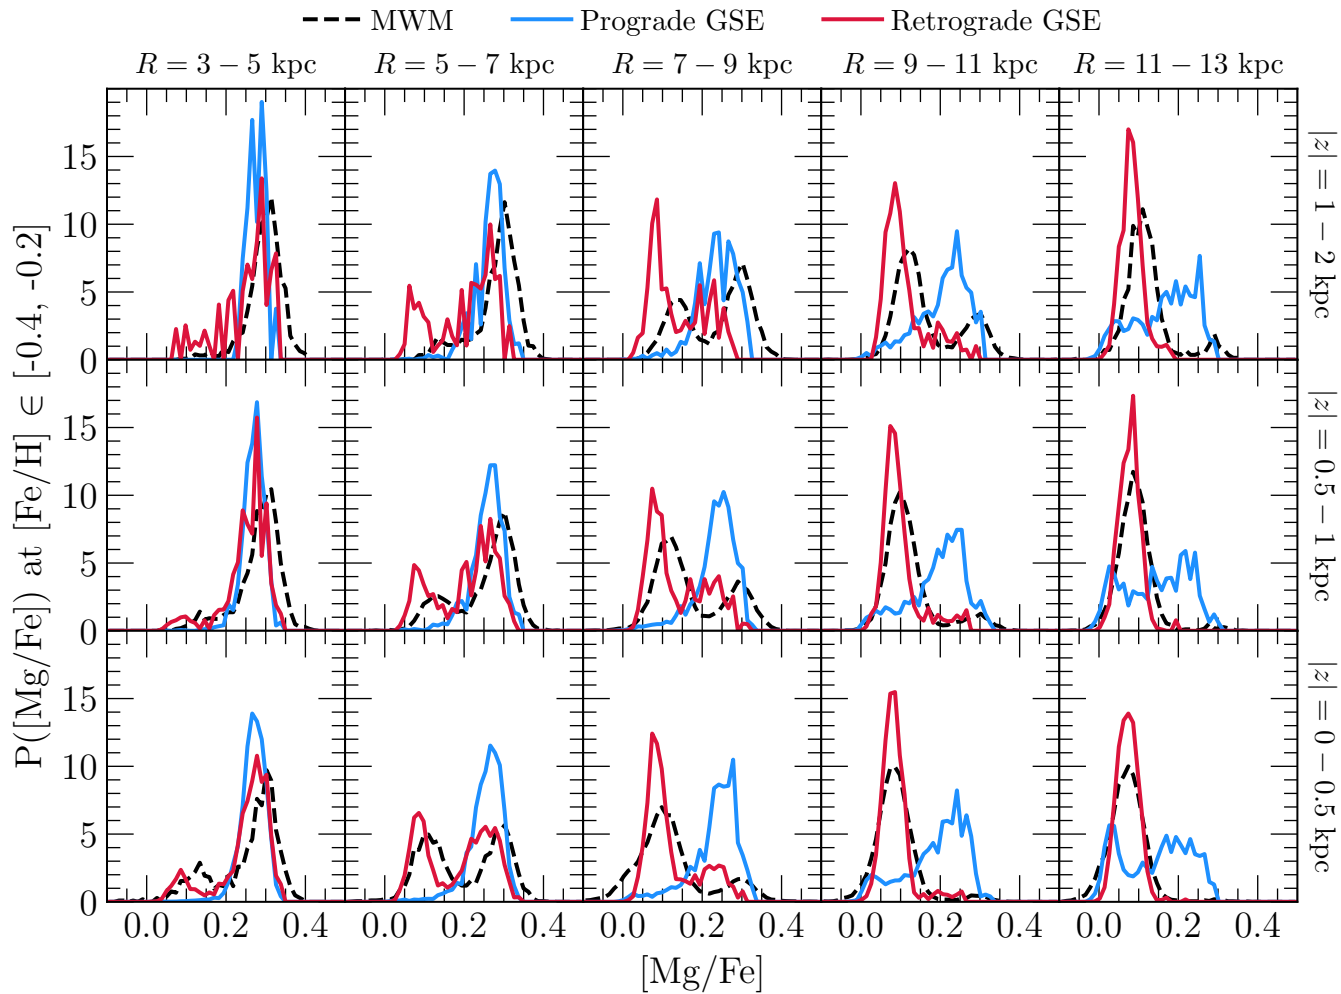 MWM Prograde GSE Retrograde GSE
R = 3 − 5 kpc R = 5 − 7 kpc R = 7 − 9 kpc R = 9 − 11 kpc R = 11 − 13 kpc
P([Mg/Fe]) at [Fe/H] ∈ [-0.4, -0.2]
15
10
5
0
|z| = 1 − 2 kpc
15
10
5
0
|z| = 0.5 − 1 kpc
15
10
5
0
|z| = 0 − 0.5 kpc
0.0 0.2 0.4 0.0 0.2 0.4 0.0 0.2 0.4 0.0 0.2 0.4 0.0 0.2 0.4
[Mg/Fe]